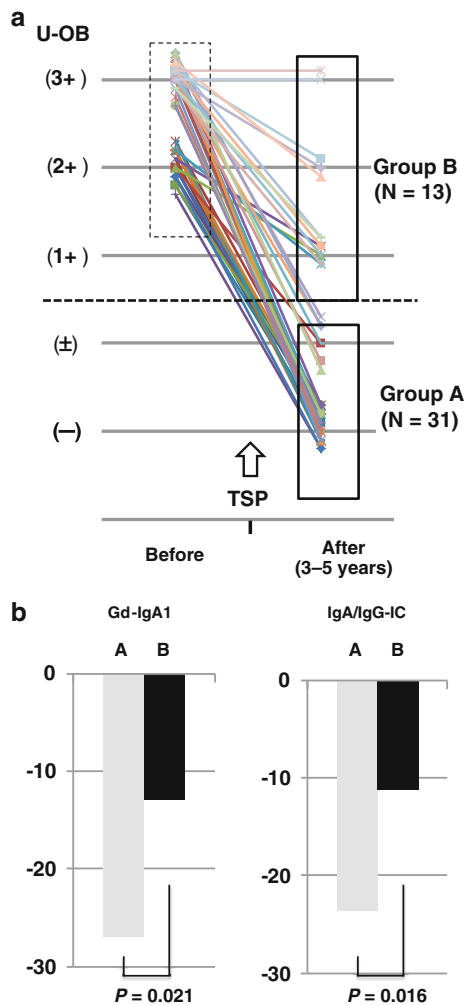 a
U-OB
(3+)
(2+)
Group B
(N = 13)
(1+)
(±)
Group A
(N = 31)
(−)
TSP
Before
After
(3–5 years)
b
Gd-IgA1
IgA/IgG-IC
A B
A B
0
-10
-20
-30
0
-10
-20
-30
P = 0.021
P = 0.016